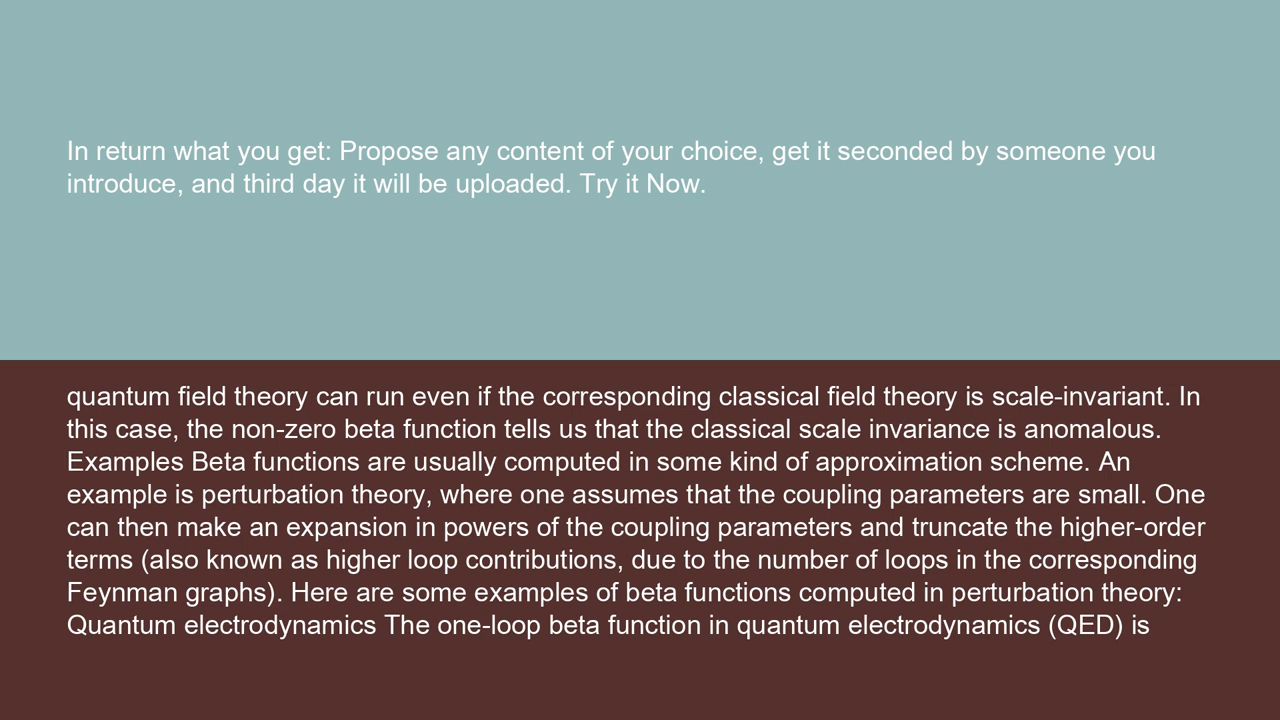 In return what you get: Propose any content of your choice, get it seconded by someone you
introduce, and third day it will be uploaded. Try it Now.
quantum field theory can run even if the corresponding classical field theory is scale-invariant. In
this case, the non-zero beta function tells us that the classical scale invariance is anomalous.
Examples Beta functions are usually computed in some kind of approximation scheme. An
example is perturbation theory, where one assumes that the coupling parameters are small. One
can then make an expansion in powers of the coupling parameters and truncate the higher-order
terms (also known as higher loop contributions, due to the number of loops in the corresponding
Feynman graphs). Here are some examples of beta functions computed in perturbation theory:
Quantum electrodynamics The one-loop beta function in quantum electrodynamics (QED) is